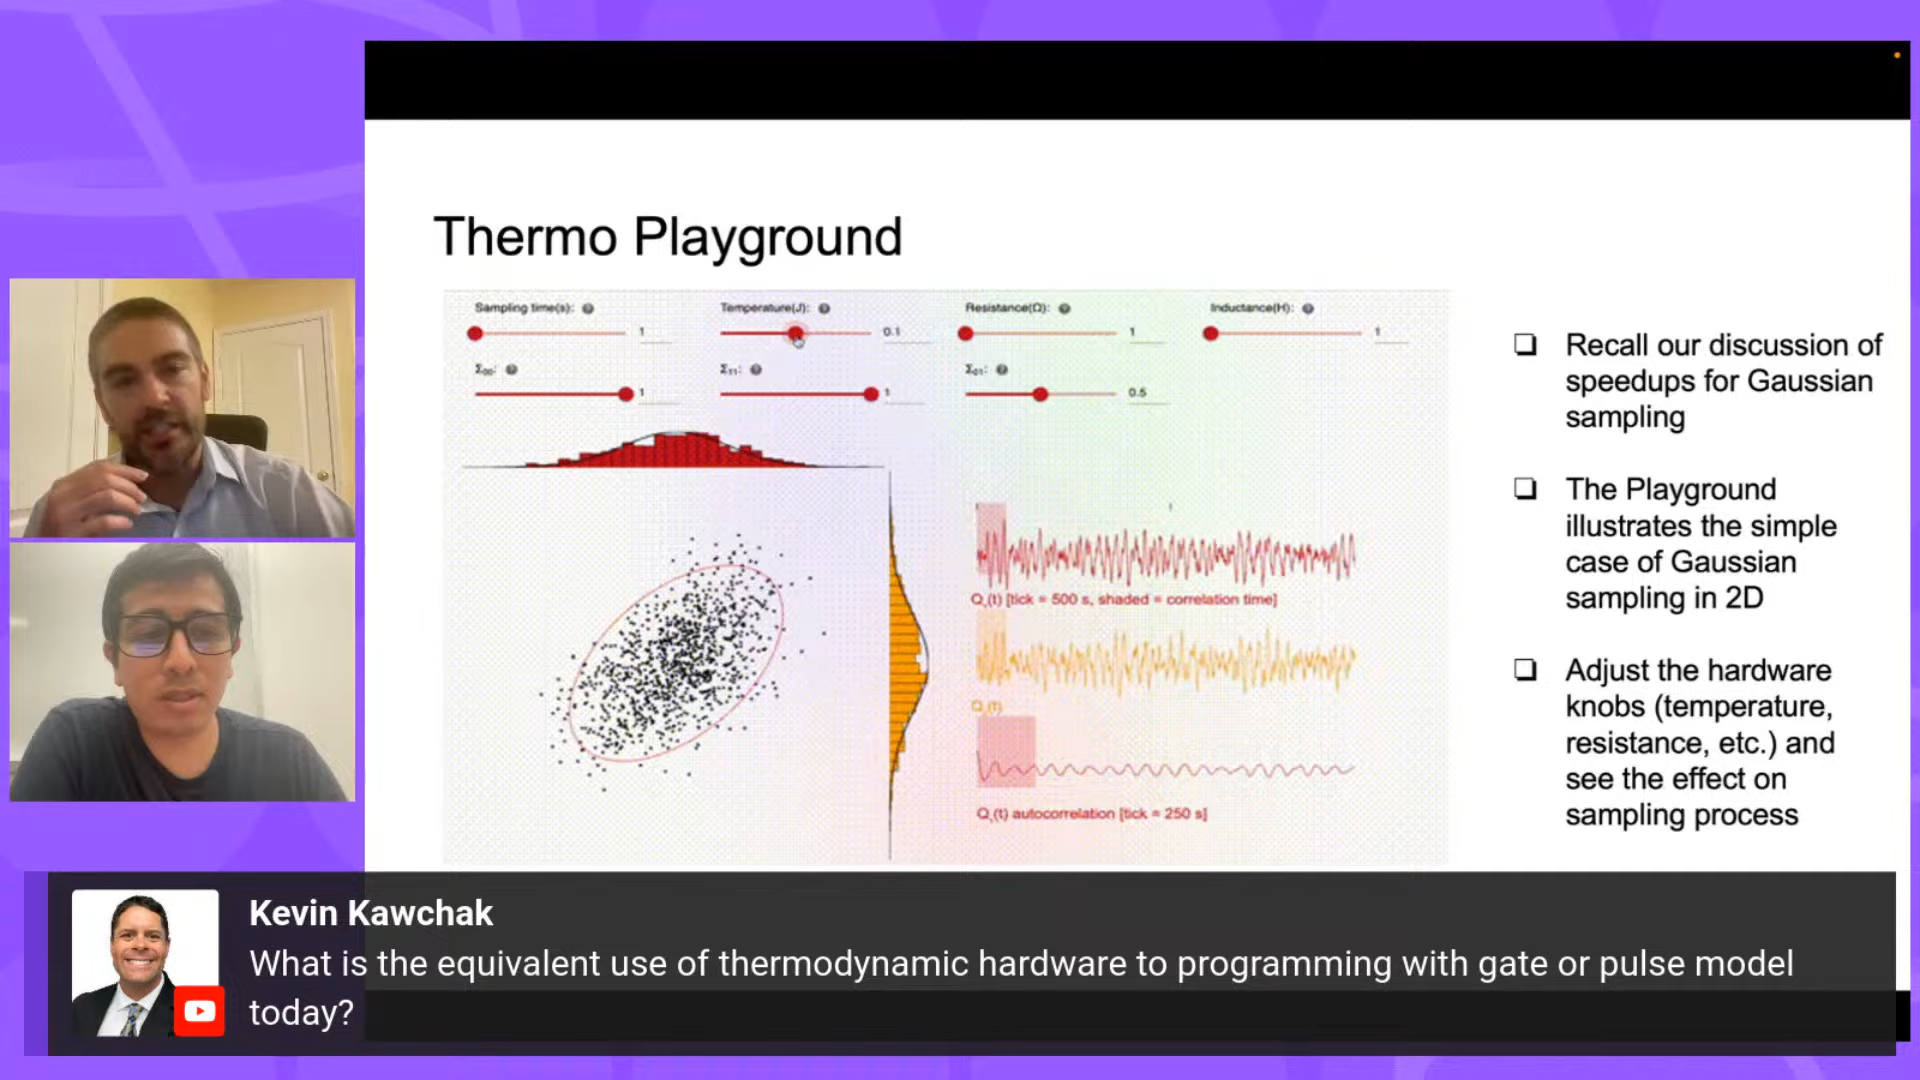 Thermo Playground
Sampling time(s):
1
Temperature(J):
0.1
Resistance(Ω):
1
Inductance(H):
1
Σ₀₀:
1
Σ₁₁:
1
Σ₀₁:
0.5
(t) [tick = 500 s, shaded = correlation time]
(t) autocorrelation [tick = 250 s]
❑ Recall our discussion of
speedups for Gaussian
sampling
❑ The Playground
illustrates the simple
case of Gaussian
sampling in 2D
❑ Adjust the hardware
knobs (temperature,
resistance, etc.) and
see the effect on
sampling process
Kevin Kawchak
What is the equivalent use of thermodynamic hardware to programming with gate or pulse model
today?